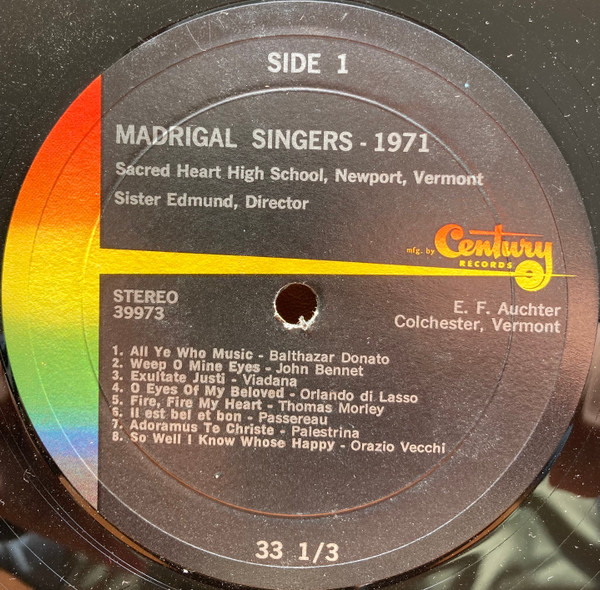 SIDE 1
MADRIGAL SINGERS - 1971
Sacred Heart High School, Newport, Vermont
Sister Edmund, Director
mfg. by Century
RECORDS
STEREO
39973
E. F. Auchter
Colchester, Vermont
1. All Ye Who Music - Balthazar Donato
2. Weep O Mine Eyes - John Bennet
3. Exultate Justi - Viadana
4. O Eyes Of My Beloved - Orlando di Lasso
5. Fire, Fire My Heart - Thomas Morley
6. Il est bel et bon - Passereau
7. Adoramus Te Christe - Palestrina
8. So Well I Know Whose Happy - Orazio Vecchi
33 1/3